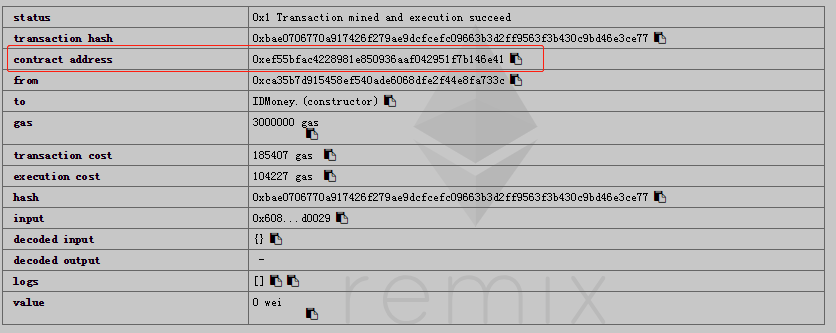 status 0x1 Transaction mined and execution succeed
transaction hash 0xbae0706770a917426f279ae9dcfcefc09663b3d2ff9563f3b430c9bd46e3ce77
contract address 0xef55bfac4228981e850936aaf042951f7b146e41
from 0xca35b7d915458ef540ade6068dfe2f44e8fa733c
to IDMoney.(constructor)
gas 3000000 gas
transaction cost 185407 gas
execution cost 104227 gas
hash 0xbae0706770a917426f279ae9dcfcefc09663b3d2ff9563f3b430c9bd46e3ce77
input 0x608...d0029
decoded input {}
decoded output -
logs []
value 0 wei
remix